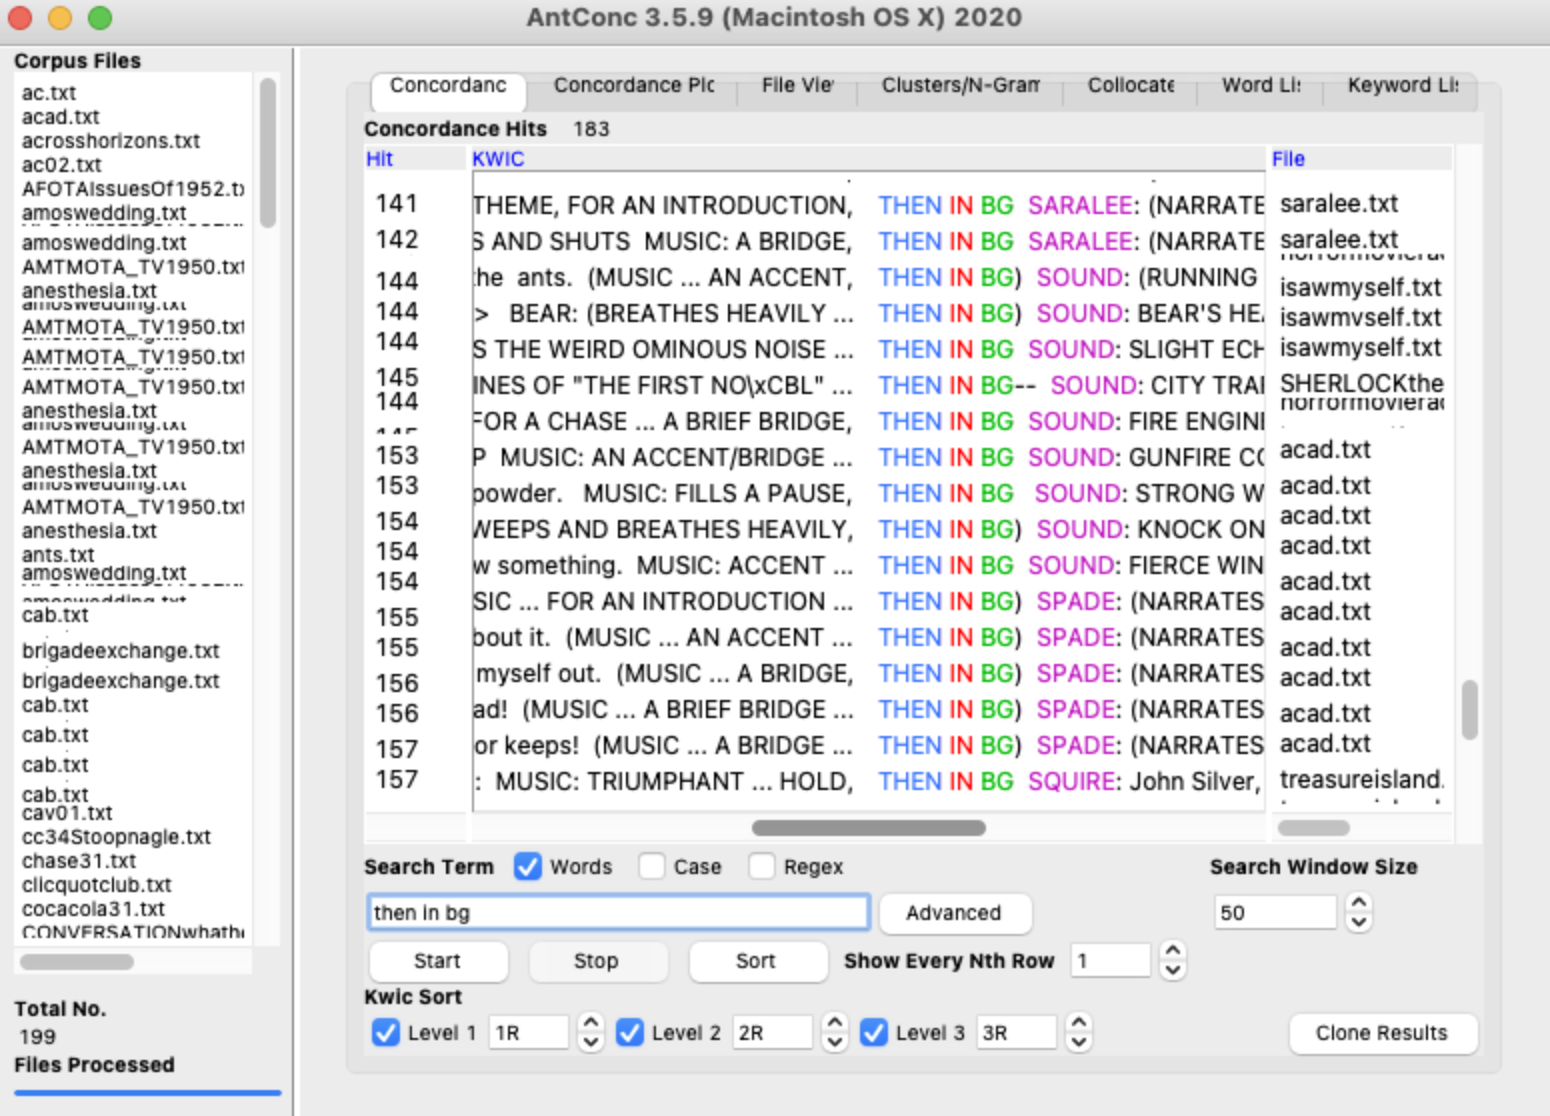 AntConc 3.5.9 (Macintosh OS X) 2020
Corpus Files
ac.txt
acad.txt
acrosshorizons.txt
ac02.txt
AFOTAIssuesOf1952.tx
amoswedding.txt
amoswedding.txt
AMTMOTA_TV1950.txt
anesthesia.txt
amoswedding.txt
AMTMOTA_TV1950.txt
AMTMOTA_TV1950.txt
AMTMOTA_TV1950.txt
anesthesia.txt
amoswedding.txt
AMTMOTA_TV1950.txt
anesthesia.txt
amoswedding.txt
AMTMOTA_TV1950.txt
anesthesia.txt
ants.txt
amoswedding.txt
amoswedding.txt
cab.txt
brigadeexchange.txt
brigadeexchange.txt
cab.txt
cab.txt
cab.txt
cab.txt
cav01.txt
cc34Stoopnagle.txt
chase31.txt
clicquotclub.txt
cocacola31.txt
CONVERSATIONwhathe
Total No.
199
Files Processed
Concordanc Concordance Plc File Vie Clusters/N-Gran Collocate Word Li Keyword Li
Concordance Hits 183
Hit KWIC File
141 THEME, FOR AN INTRODUCTION, THEN IN BG SARALEE: (NARRATE saralee.txt
142 S AND SHUTS MUSIC: A BRIDGE, THEN IN BG SARALEE: (NARRATE saralee.txt
horrormoviera
144 the ants. (MUSIC ... AN ACCENT, THEN IN BG) SOUND: (RUNNING isawmyself.txt
144 > BEAR: (BREATHES HEAVILY ... THEN IN BG) SOUND: BEAR'S HEA isawmyself.txt
144 S THE WEIRD OMINOUS NOISE ... THEN IN BG SOUND: SLIGHT ECH isawmyself.txt
145 INES OF "THE FIRST NO\xCBL" ... THEN IN BG-- SOUND: CITY TRA SHERLOCKthe
144 FOR A CHASE ... A BRIEF BRIDGE, THEN IN BG SOUND: FIRE ENGIN horrormoviera
153 P MUSIC: AN ACCENT/BRIDGE ... THEN IN BG SOUND: GUNFIRE CO acad.txt
153 powder. MUSIC: FILLS A PAUSE, THEN IN BG SOUND: STRONG W acad.txt
154 WEEPS AND BREATHES HEAVILY, THEN IN BG) SOUND: KNOCK ON acad.txt
154 w something. MUSIC: ACCENT ... THEN IN BG SOUND: FIERCE WIN acad.txt
154 SIC ... FOR AN INTRODUCTION ... THEN IN BG) SPADE: (NARRATES acad.txt
155 bout it. (MUSIC ... AN ACCENT ... THEN IN BG) SPADE: (NARRATES acad.txt
155 myself out. (MUSIC ... A BRIDGE, THEN IN BG) SPADE: (NARRATES acad.txt
156 ad! (MUSIC ... A BRIEF BRIDGE ... THEN IN BG) SPADE: (NARRATES acad.txt
156 or keeps! (MUSIC ... A BRIDGE ... THEN IN BG) SPADE: (NARRATES acad.txt
157 : MUSIC: TRIUMPHANT ... HOLD, THEN IN BG SQUIRE: John Silver, acad.txt
157 treasureisland.
Search Term Words Case Regex Search Window Size
then in bg Advanced 50
Start Stop Sort Show Every Nth Row 1
Kwic Sort
Level 1 1R Level 2 2R Level 3 3R Clone Results